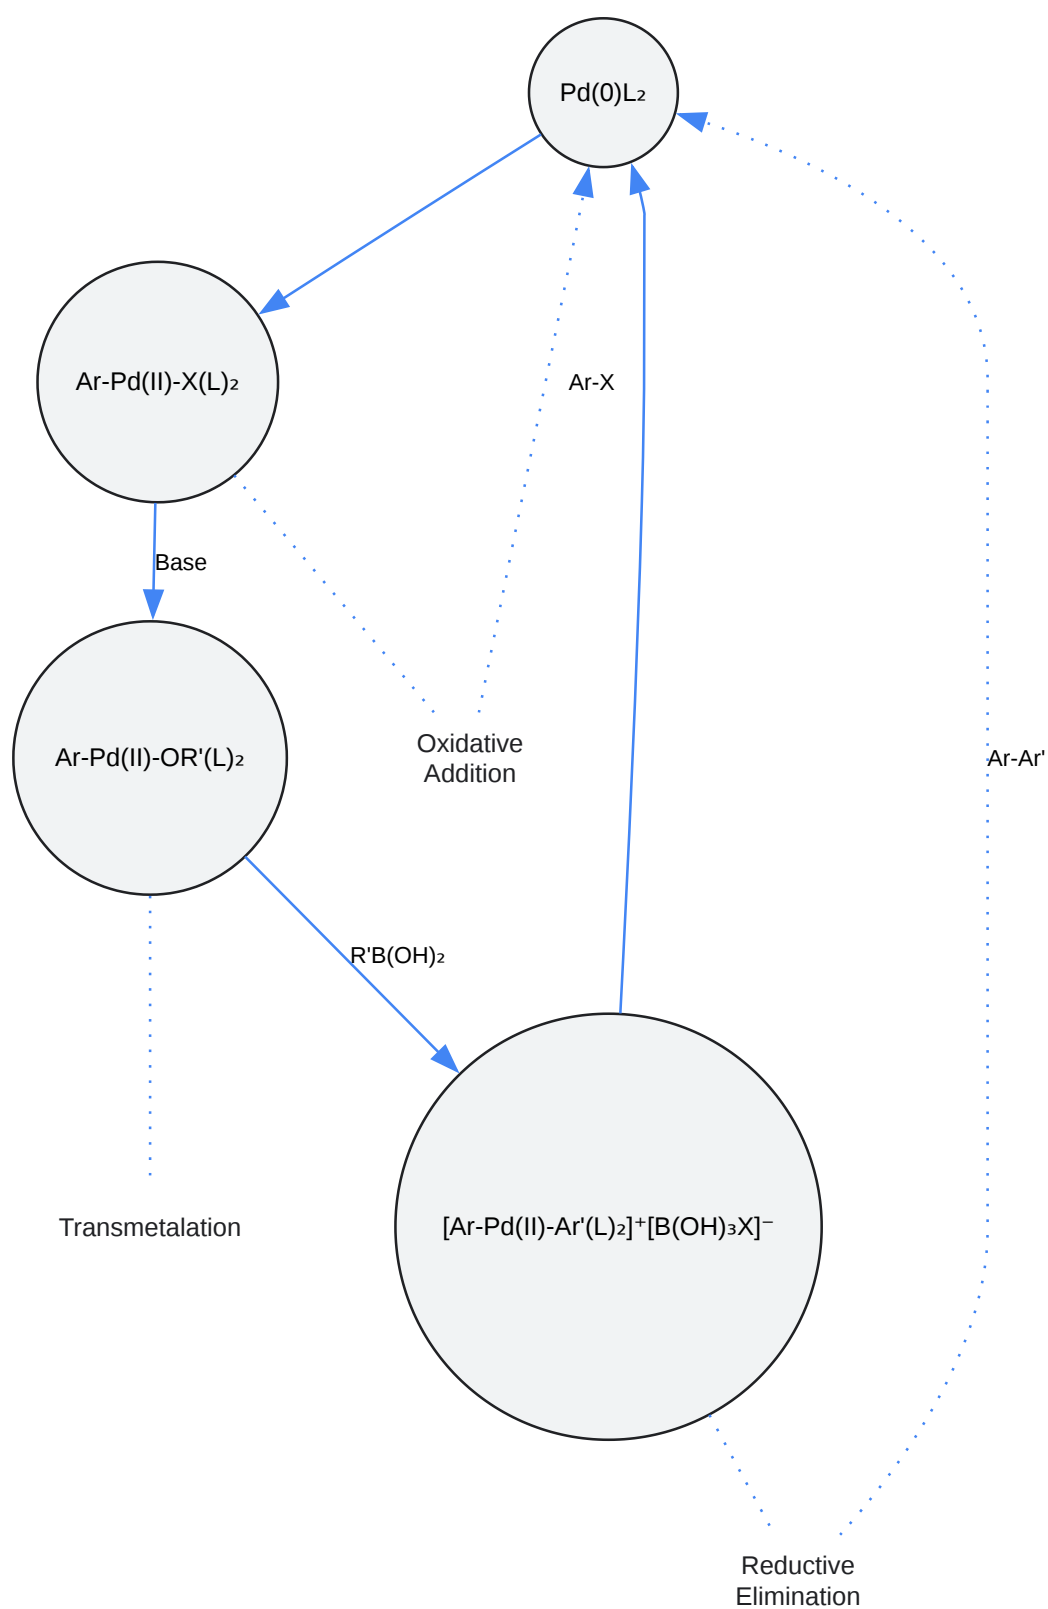 Pd(0)L₂
Ar-Pd(II)-X(L)₂
Ar-X
Base
Oxidative
Addition
Ar-Pd(II)-OR'(L)₂
Ar-Ar'
R'B(OH)₂
Transmetalation
[Ar-Pd(II)-Ar'(L)₂]⁺[B(OH)₃X]⁻
Reductive
Elimination